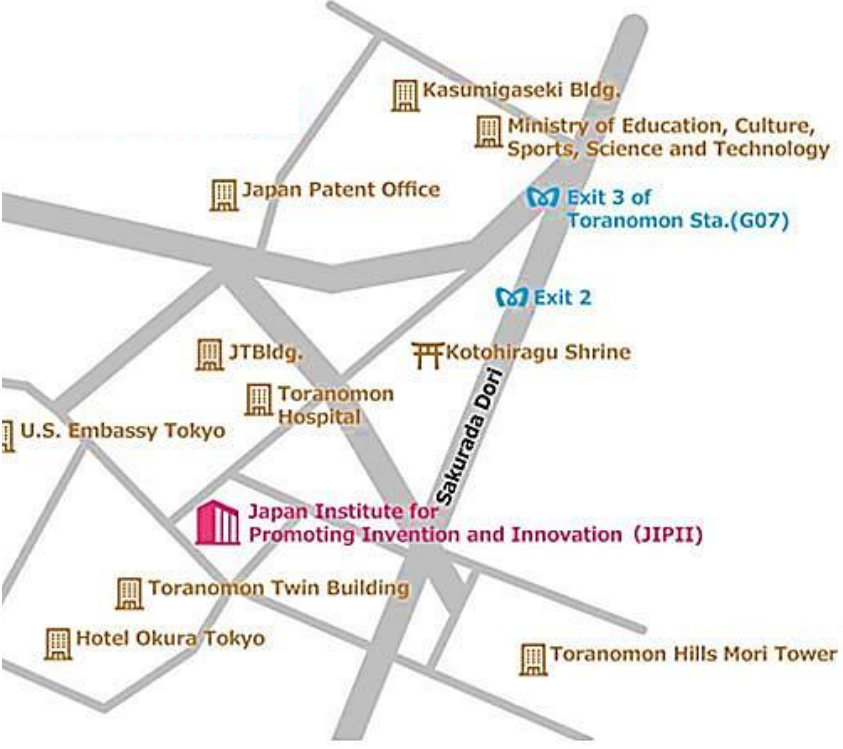 Kasumigaseki Bldg.
Ministry of Education, Culture,
Sports, Science and Technology
Japan Patent Office
Exit 3 of
Toranomon Sta.(G07)
Exit 2
JTBldg.
Kotohiragu Shrine
Toranomon
Hospital
Sakurada Dori
U.S. Embassy Tokyo
Japan Institute for
Promoting Invention and Innovation (JIPII)
Toranomon Twin Building
Hotel Okura Tokyo
Toranomon Hills Mori Tower